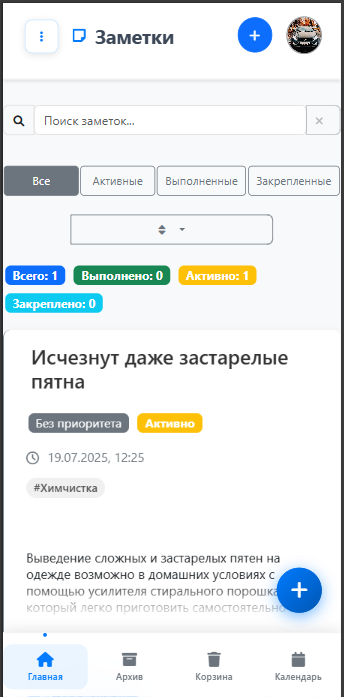 Заметки
Поиск заметок...
Все Активные Выполненные Закрепленные
Всего: 1 Выполнено: 0 Активно: 1
Закреплено: 0
Исчезнут даже застарелые
пятна
Без приоритета Активно
19.07.2025, 12:25
#Химчистка
Выведение сложных и застарелых пятен на
одежде возможно в домашних условиях с
помощью усилителя стирального порошка
который легко приготовить самостоятельно
Главная Архив Корзина Календарь